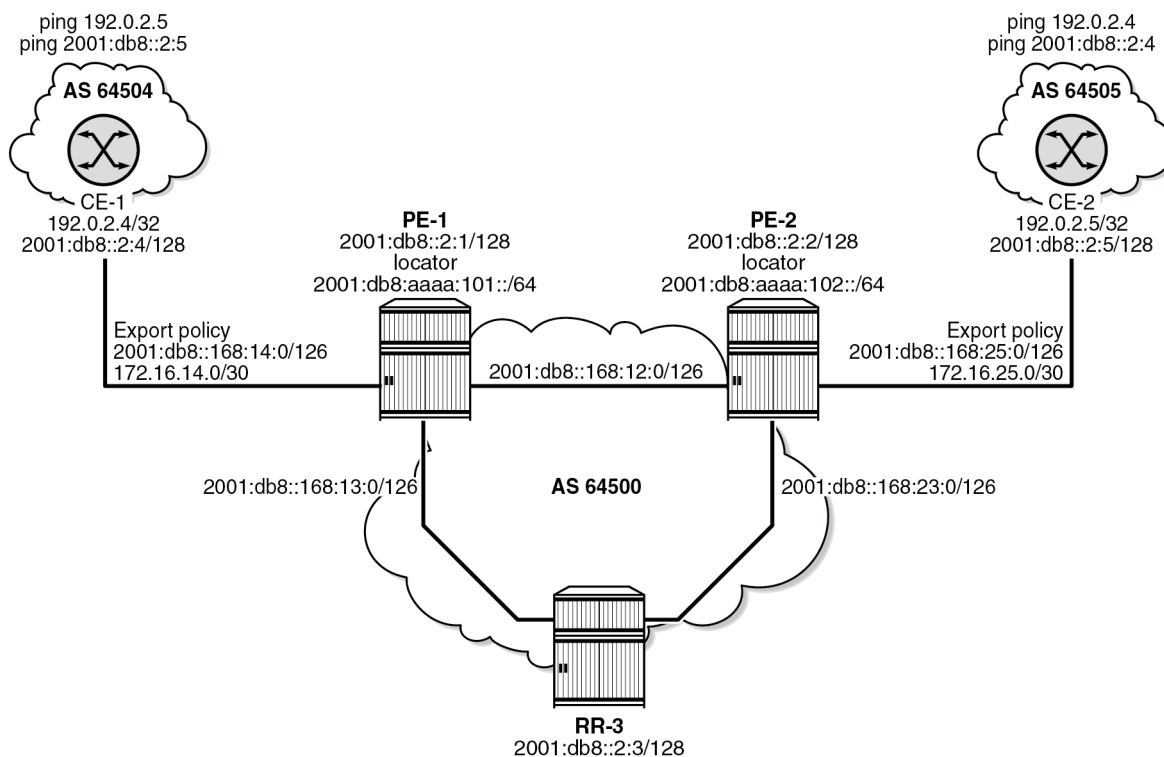 ping 192.0.2.5
ping 2001:db8::2:5
AS 64504
CE-1
192.0.2.4/32
2001:db8::2:4/128
ping 192.0.2.4
ping 2001:db8::2:4
AS 64505
CE-2
192.0.2.5/32
2001:db8::2:5/128
PE-1
2001:db8::2:1/128
locator
2001:db8:aaaa:101::/64
PE-2
2001:db8::2:2/128
locator
2001:db8:aaaa:102::/64
Export policy
2001:db8::168:14:0/126
172.16.14.0/30
2001:db8::168:12:0/126
Export policy
2001:db8::168:25:0/126
172.16.25.0/30
2001:db8::168:13:0/126
AS 64500
2001:db8::168:23:0/126
RR-3
2001:db8::2:3/128